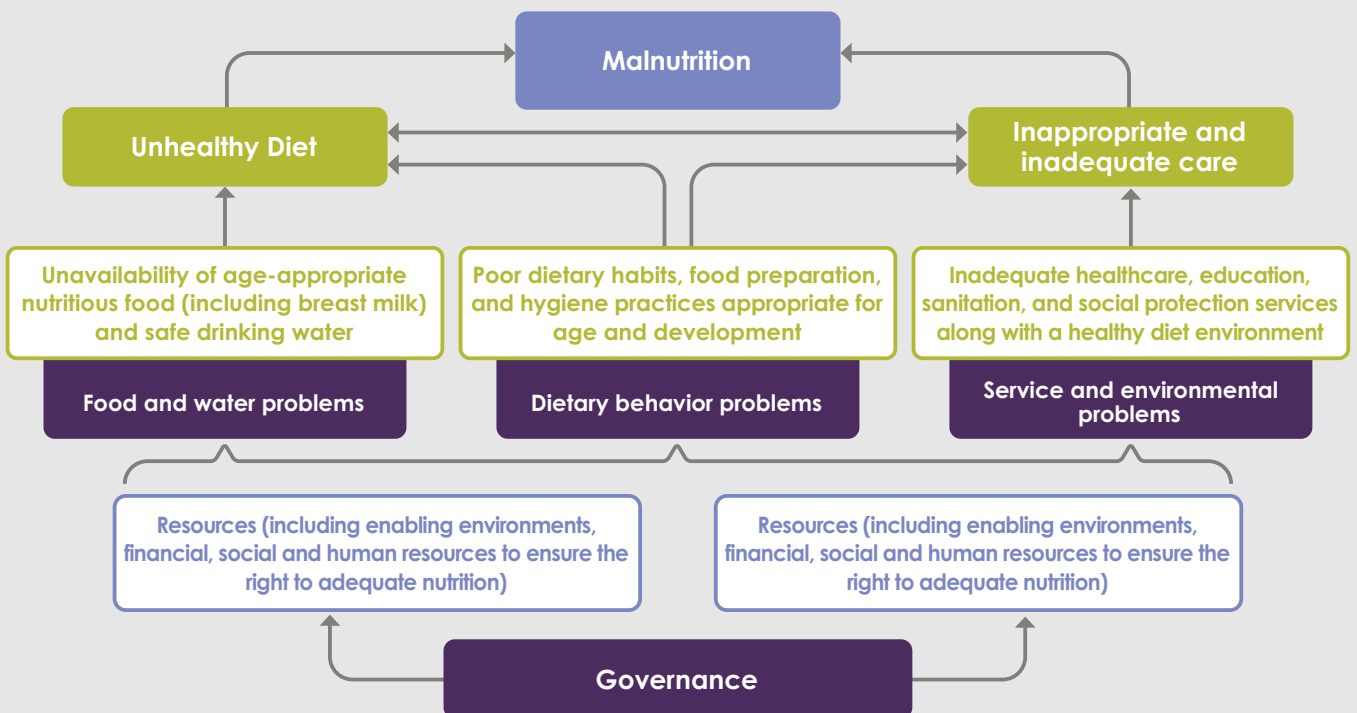 Malnutrition
Unhealthy Diet
Inappropriate and
inadequate care
Unavailability of age-appropriate
nutritious food (including breast milk)
and safe drinking water
Poor dietary habits, food preparation,
and hygiene practices appropriate for
age and development
Inadequate healthcare, education,
sanitation, and social protection services
along with a healthy diet environment
Food and water problems
Dietary behavior problems
Service and environmental
problems
Resources (including enabling environments,
financial, social and human resources to ensure the
right to adequate nutrition)
Resources (including enabling environments,
financial, social and human resources to ensure the
right to adequate nutrition)
Governance